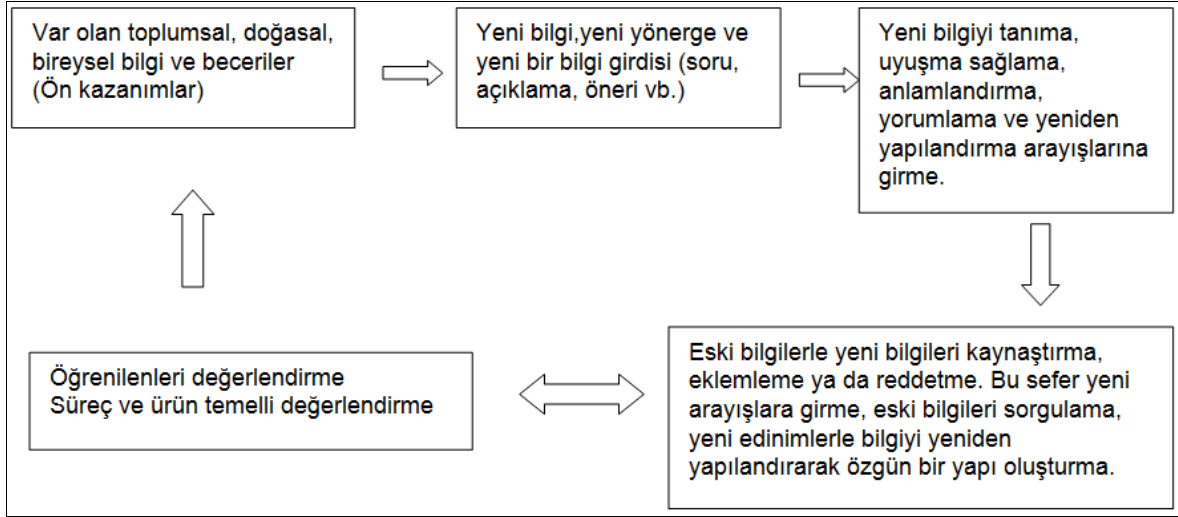 Var olan toplumsal, doğasal,
bireysel bilgi ve beceriler
(Ön kazanımlar)
Yeni bilgi,yeni yönerge ve
yeni bir bilgi girdisi (soru,
açıklama, öneri vb.)
Yeni bilgiyi tanıma,
uyuşma sağlama,
anlamlandırma,
yorumlama ve yeniden
yapılandırma arayışlarına
girme.
Eski bilgilerle yeni bilgileri kaynaştırma,
eklemleme ya da reddetme. Bu sefer yeni
arayışlara girme, eski bilgileri sorgulama,
yeni edinimlerle bilgiyi yeniden
yapılandırarak özgün bir yapı oluşturma.
Öğrenilenleri değerlendirme
Süreç ve ürün temelli değerlendirme